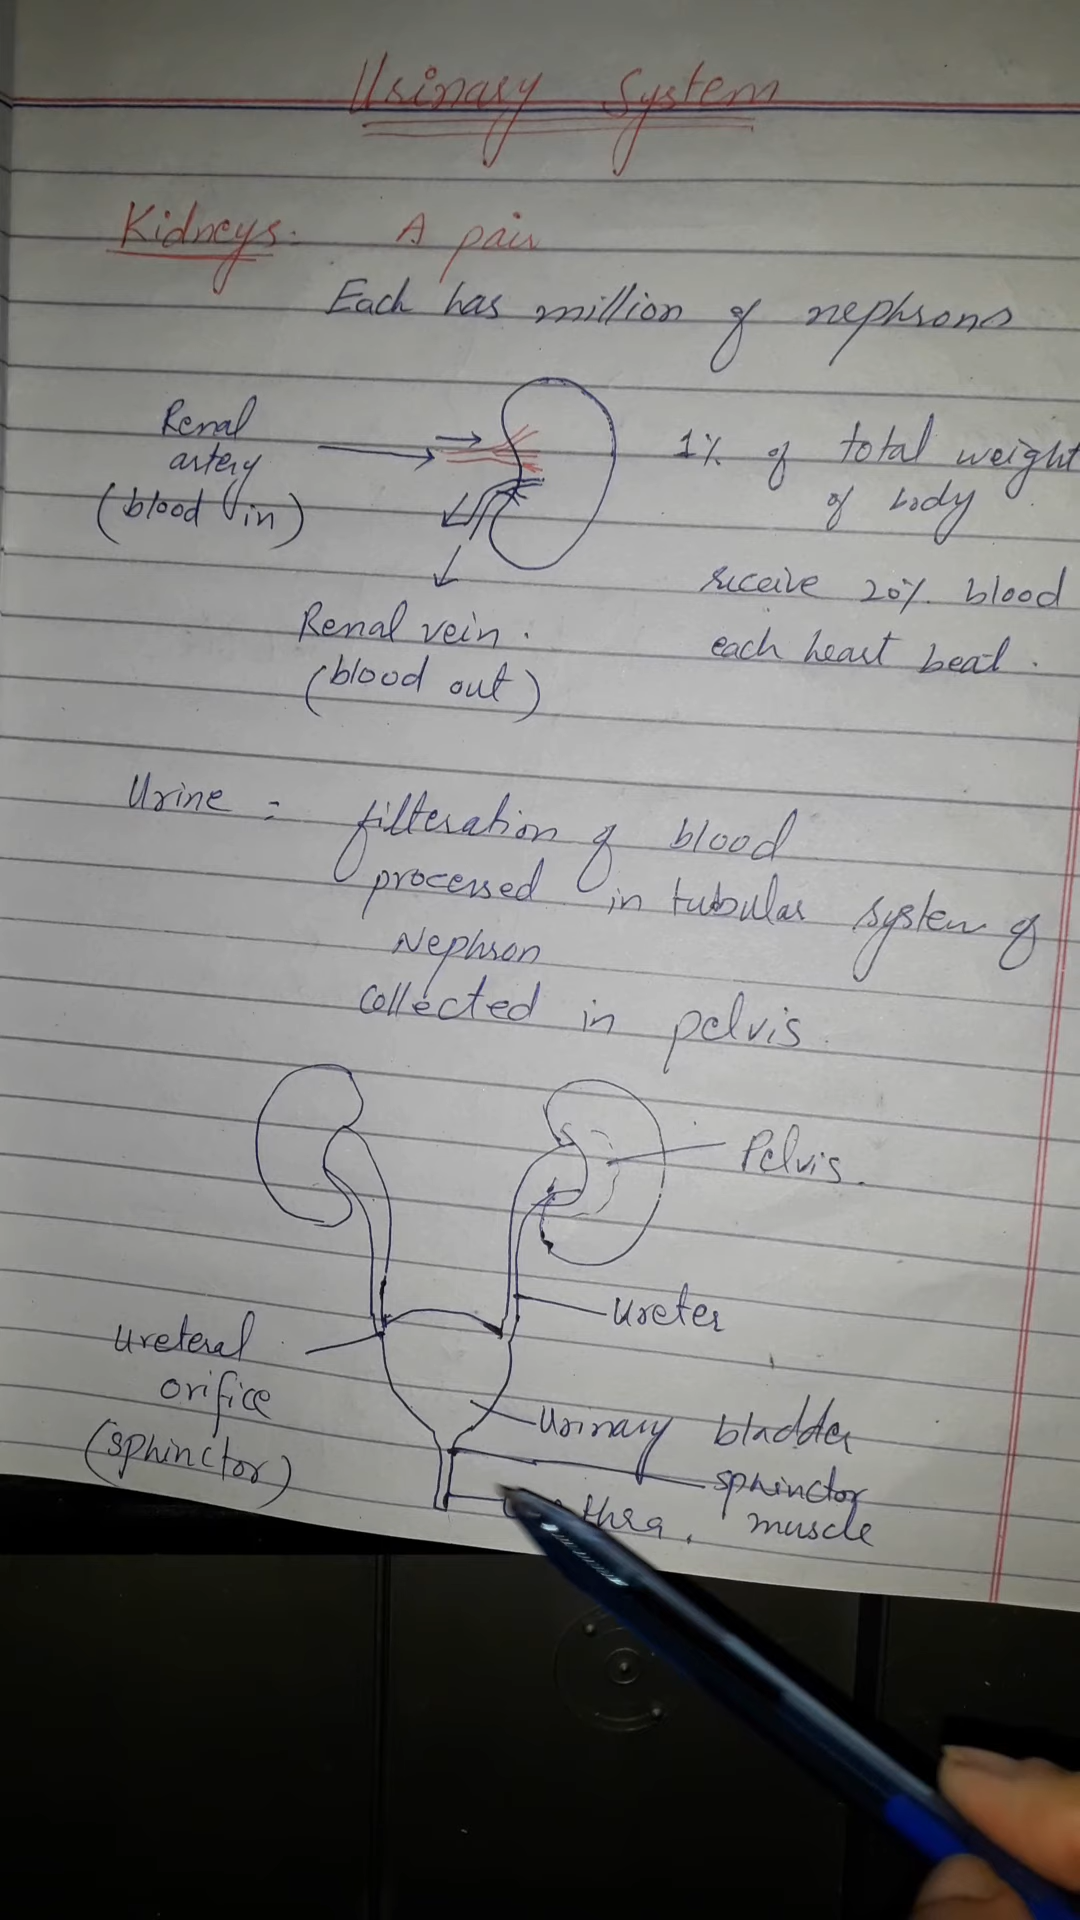 Urinary System
Kidneys: A pair
Each has million of nephrons
Renal
artery
(blood in)
1% of total weight
of body
receive 20% blood
each heart beat.
Renal vein.
(blood out)
Urine = filteration of blood
processed in tubular system of
Nephron
collected in pelvis.
Pelvis.
Ureter
Ureteral
orifice
(sphinctor)
Urinary bladder
sphinctor
muscle